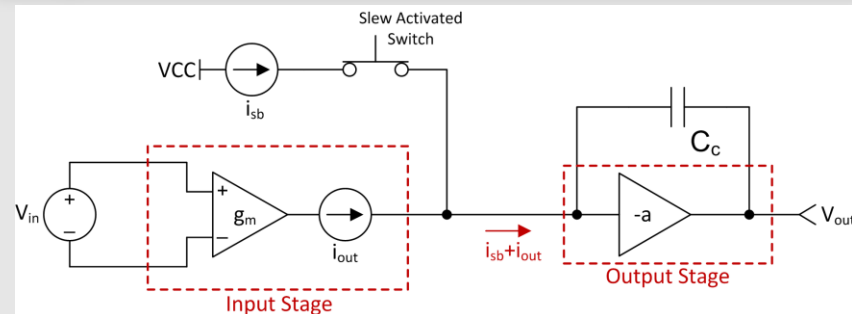 Slew Activated
Switch
VCC
isb
Cc
Vin
+
−
+
−
gm
iout
-a
Vout
isb+iout
Output Stage
Input Stage